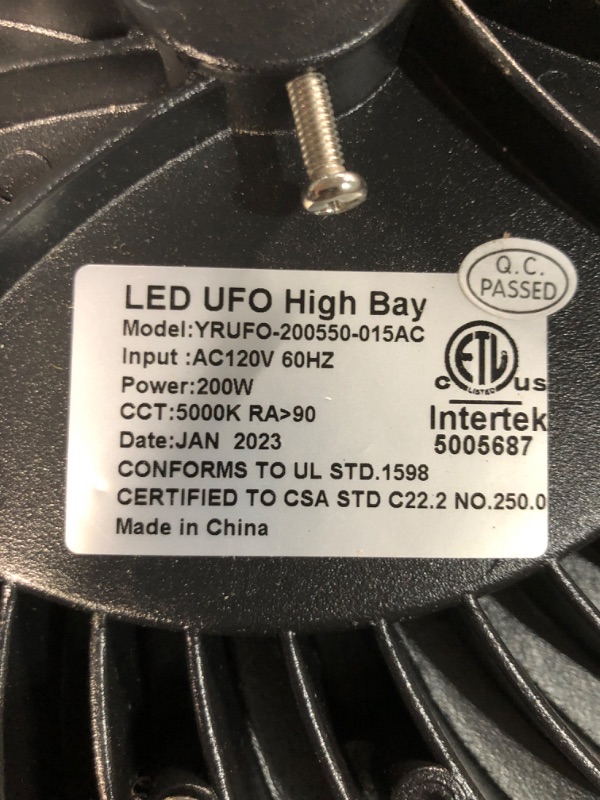 Q.C.
PASSED
LED UFO High Bay
Model:YRUFO-200550-015AC
Input :AC120V 60HZ
Power:200W
CCT:5000K RA>90
Date:JAN 2023
CONFORMS TO UL STD.1598
CERTIFIED TO CSA STD C22.2 NO.250.0
Made in China
ETL
LISTED
c us
Intertek
5005687